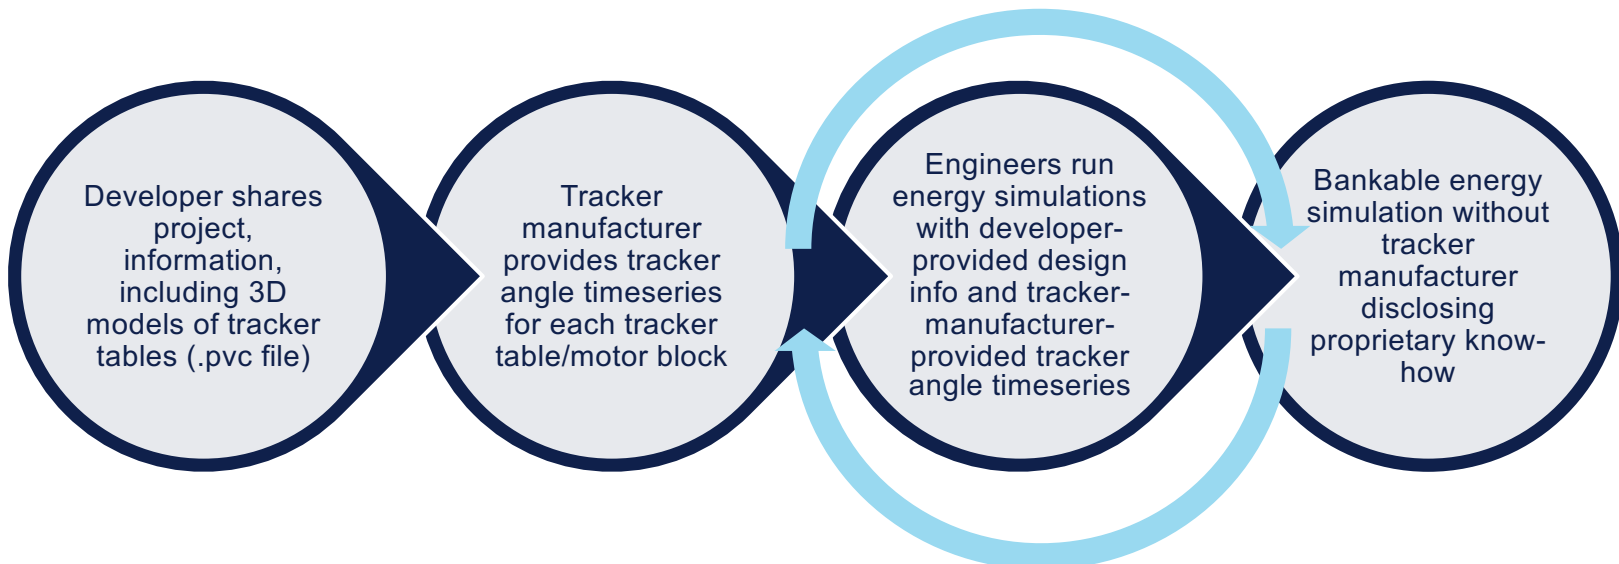 Developer shares
project,
information,
including 3D
models of tracker
tables (.pvc file)
Tracker
manufacturer
provides tracker
angle timeseries
for each tracker
table/motor block
Engineers run
energy simulations
with developer-
provided design
info and tracker-
manufacturer-
provided tracker
angle timeseries
Bankable energy
simulation without
tracker
manufacturer
disclosing
proprietary know-
how